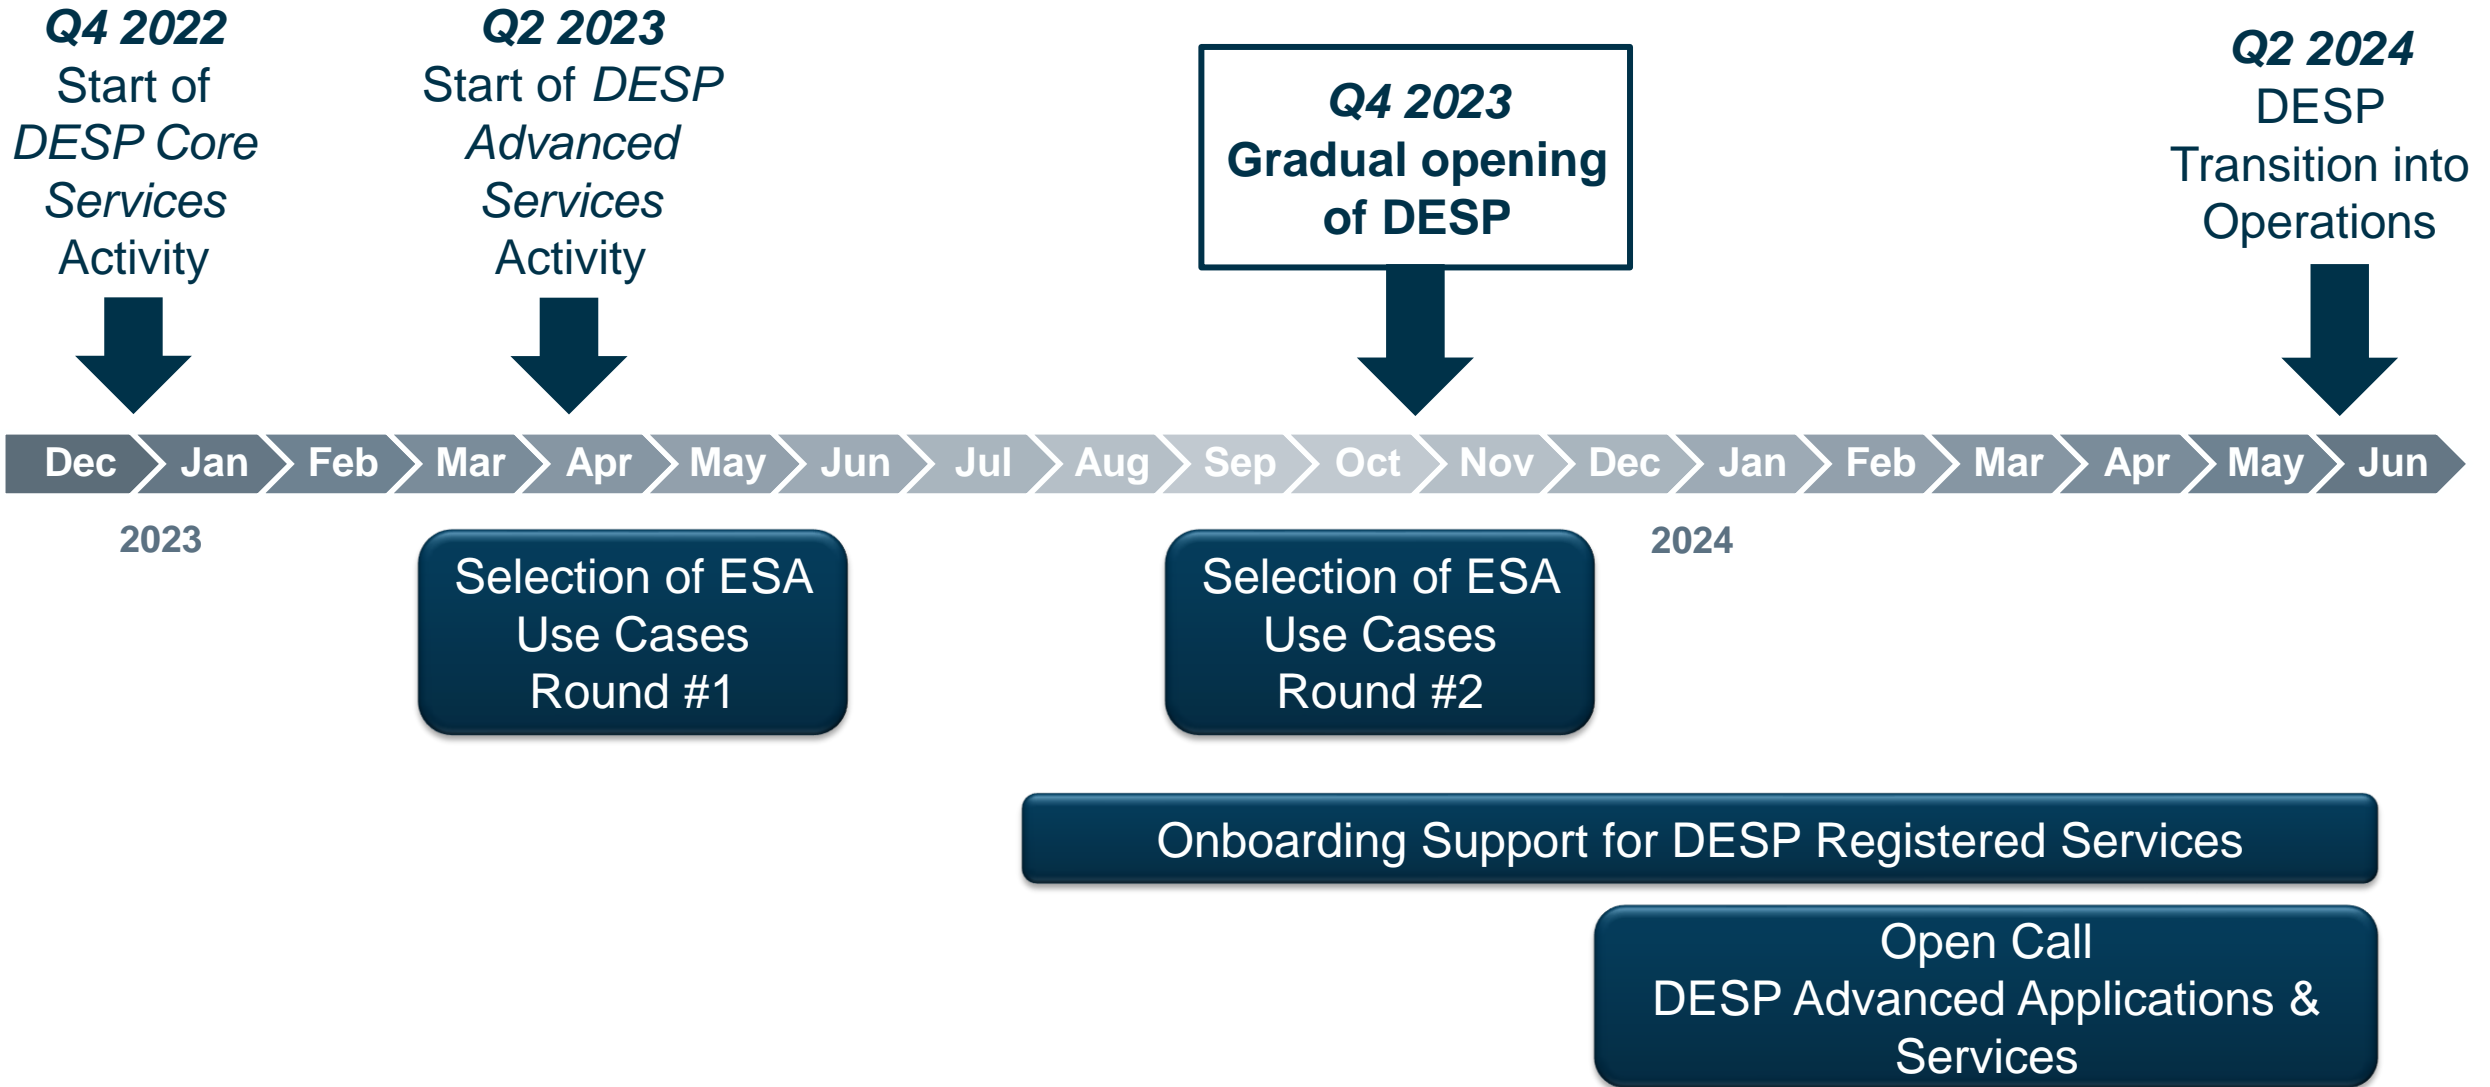 Q4 2022
Start of
DESP Core
Services
Activity
Q2 2023
Start of DESP
Advanced
Services
Activity
Q4 2023
Gradual opening
of DESP
Q2 2024
DESP
Transition into
Operations
Dec Jan Feb Mar Apr May Jun Jul Aug Sep Oct Nov Dec Jan Feb Mar Apr May Jun
2023
2024
Selection of ESA
Use Cases
Round #1
Selection of ESA
Use Cases
Round #2
Onboarding Support for DESP Registered Services
Open Call
DESP Advanced Applications &
Services